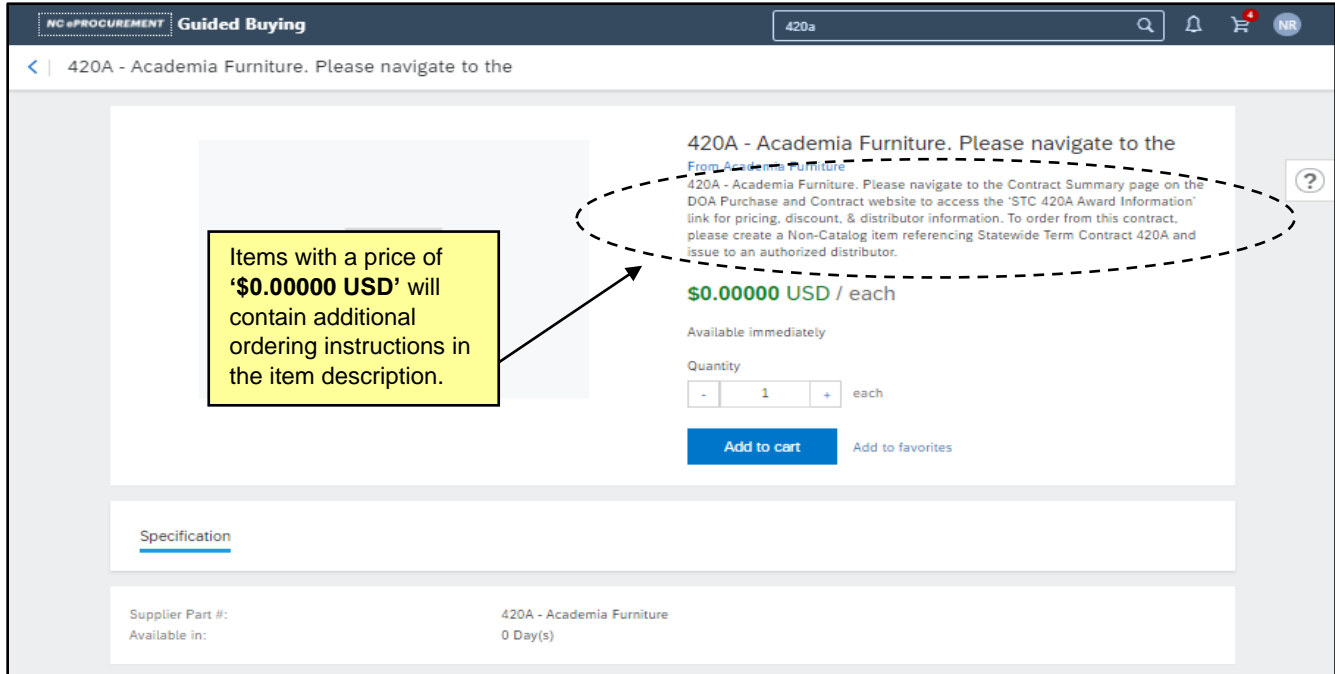 NC ePROCUREMENT Guided Buying
420a
4
NR
420A - Academia Furniture. Please navigate to the
420A - Academia Furniture. Please navigate to the
From Academia Furniture
420A - Academia Furniture. Please navigate to the Contract Summary page on the
DOA Purchase and Contract website to access the 'STC 420A Award Information'
link for pricing, discount, & distributor information. To order from this contract,
please create a Non-Catalog item referencing Statewide Term Contract 420A and
issue to an authorized distributor.
?
Items with a price of
‘$0.00000 USD’ will
contain additional
ordering instructions in
the item description.
$0.00000 USD / each
Available immediately
Quantity
- 1 + each
Add to cart Add to favorites
Specification
Supplier Part #: 420A - Academia Furniture
Available in: 0 Day(s)